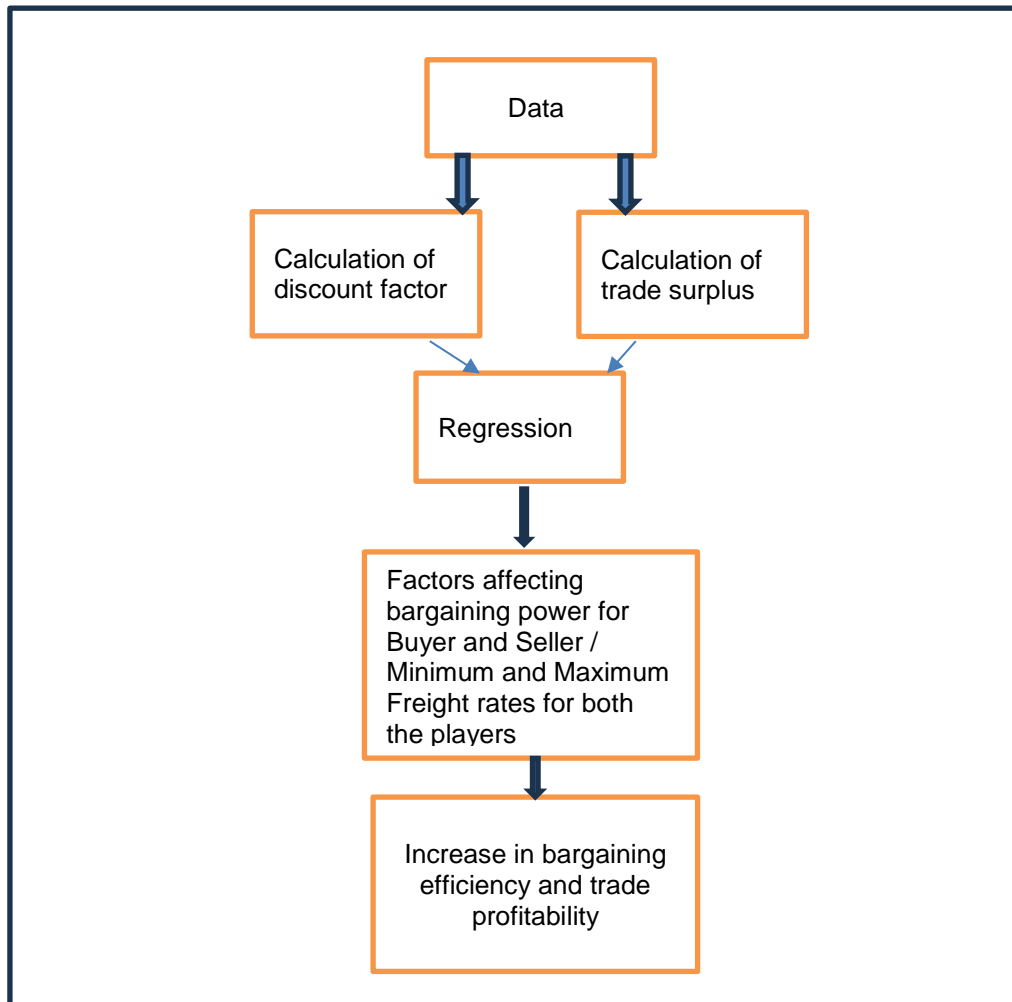 Data
Calculation of
discount factor
Calculation of
trade surplus
Regression
Factors affecting
bargaining power for
Buyer and Seller /
Minimum and Maximum
Freight rates for both
the players
Increase in bargaining
efficiency and trade
profitability